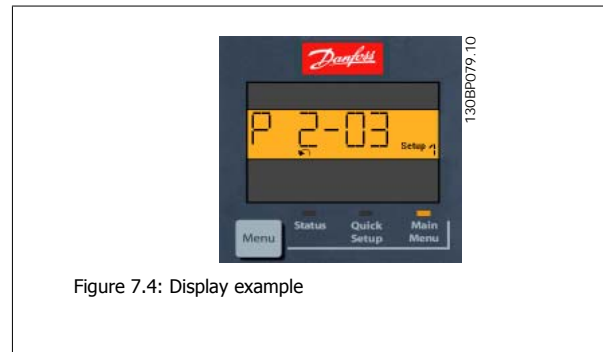 Danfoss
130BP079.10
P 2-03
Setup 1
Menu
Status
Quick Setup
Main Menu
Figure 7.4: Display example